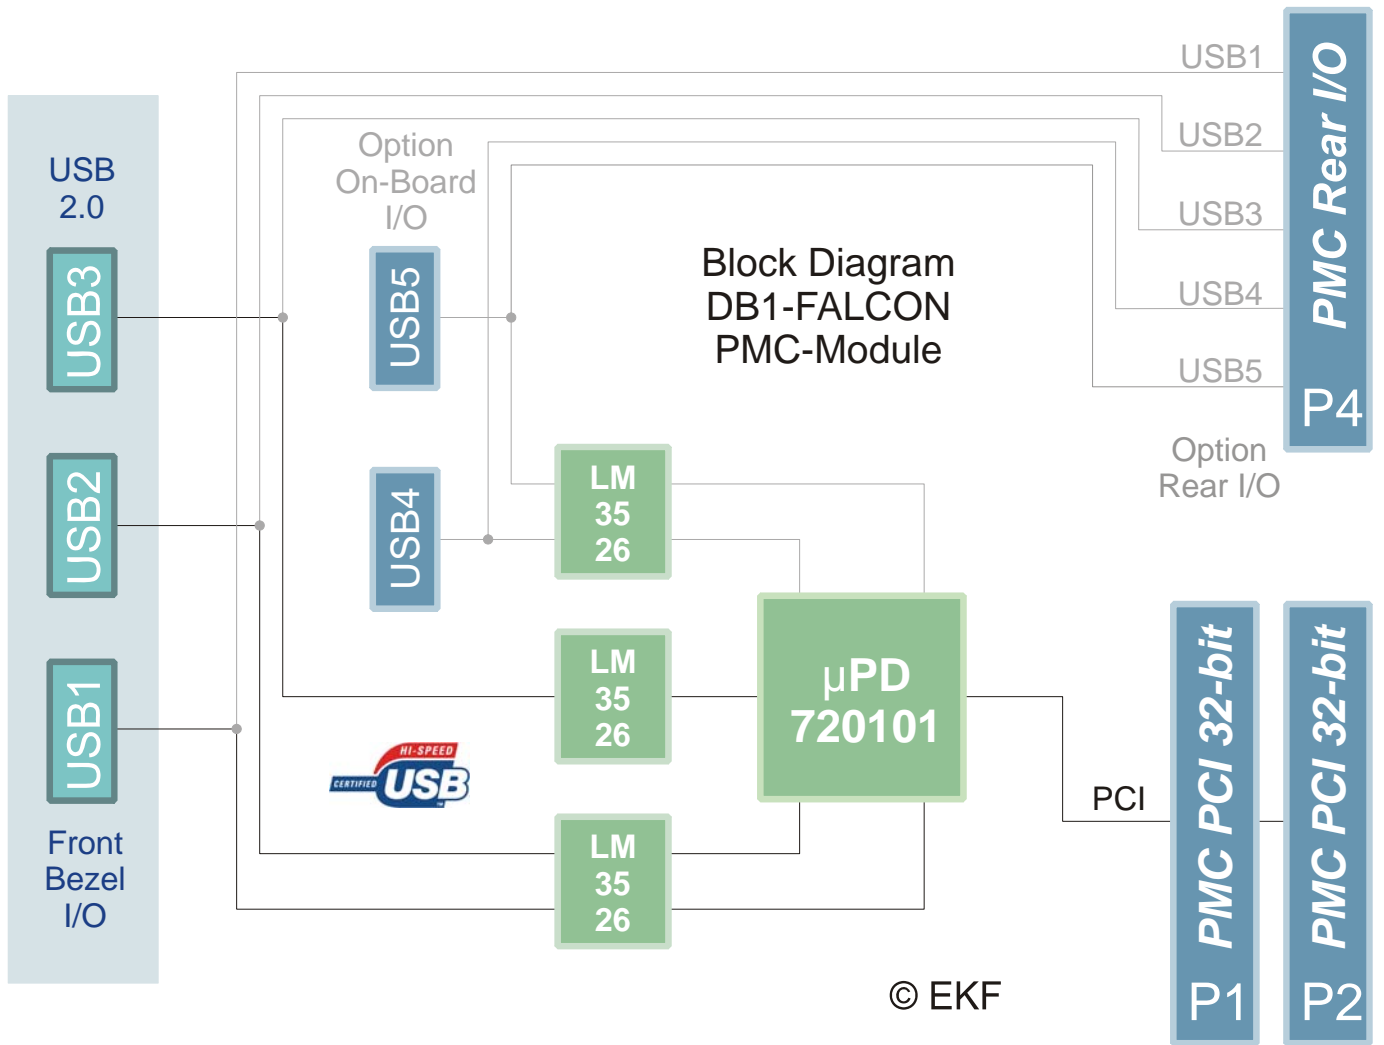 USB
2.0
USB3
USB2
USB1
Front
Bezel
I/O
Option
On-Board
I/O
USB5
USB4
Block Diagram
DB1-FALCON
PMC-Module
LM
35
26
LM
35
26
LM
35
26
HI-SPEED
CERTIFIED
USB
TM
µPD
720101
USB1
USB2
USB3
USB4
USB5
PMC Rear I/O
P4
Option
Rear I/O
PCI
PMC PCI 32-bit
P1
PMC PCI 32-bit
P2
© EKF